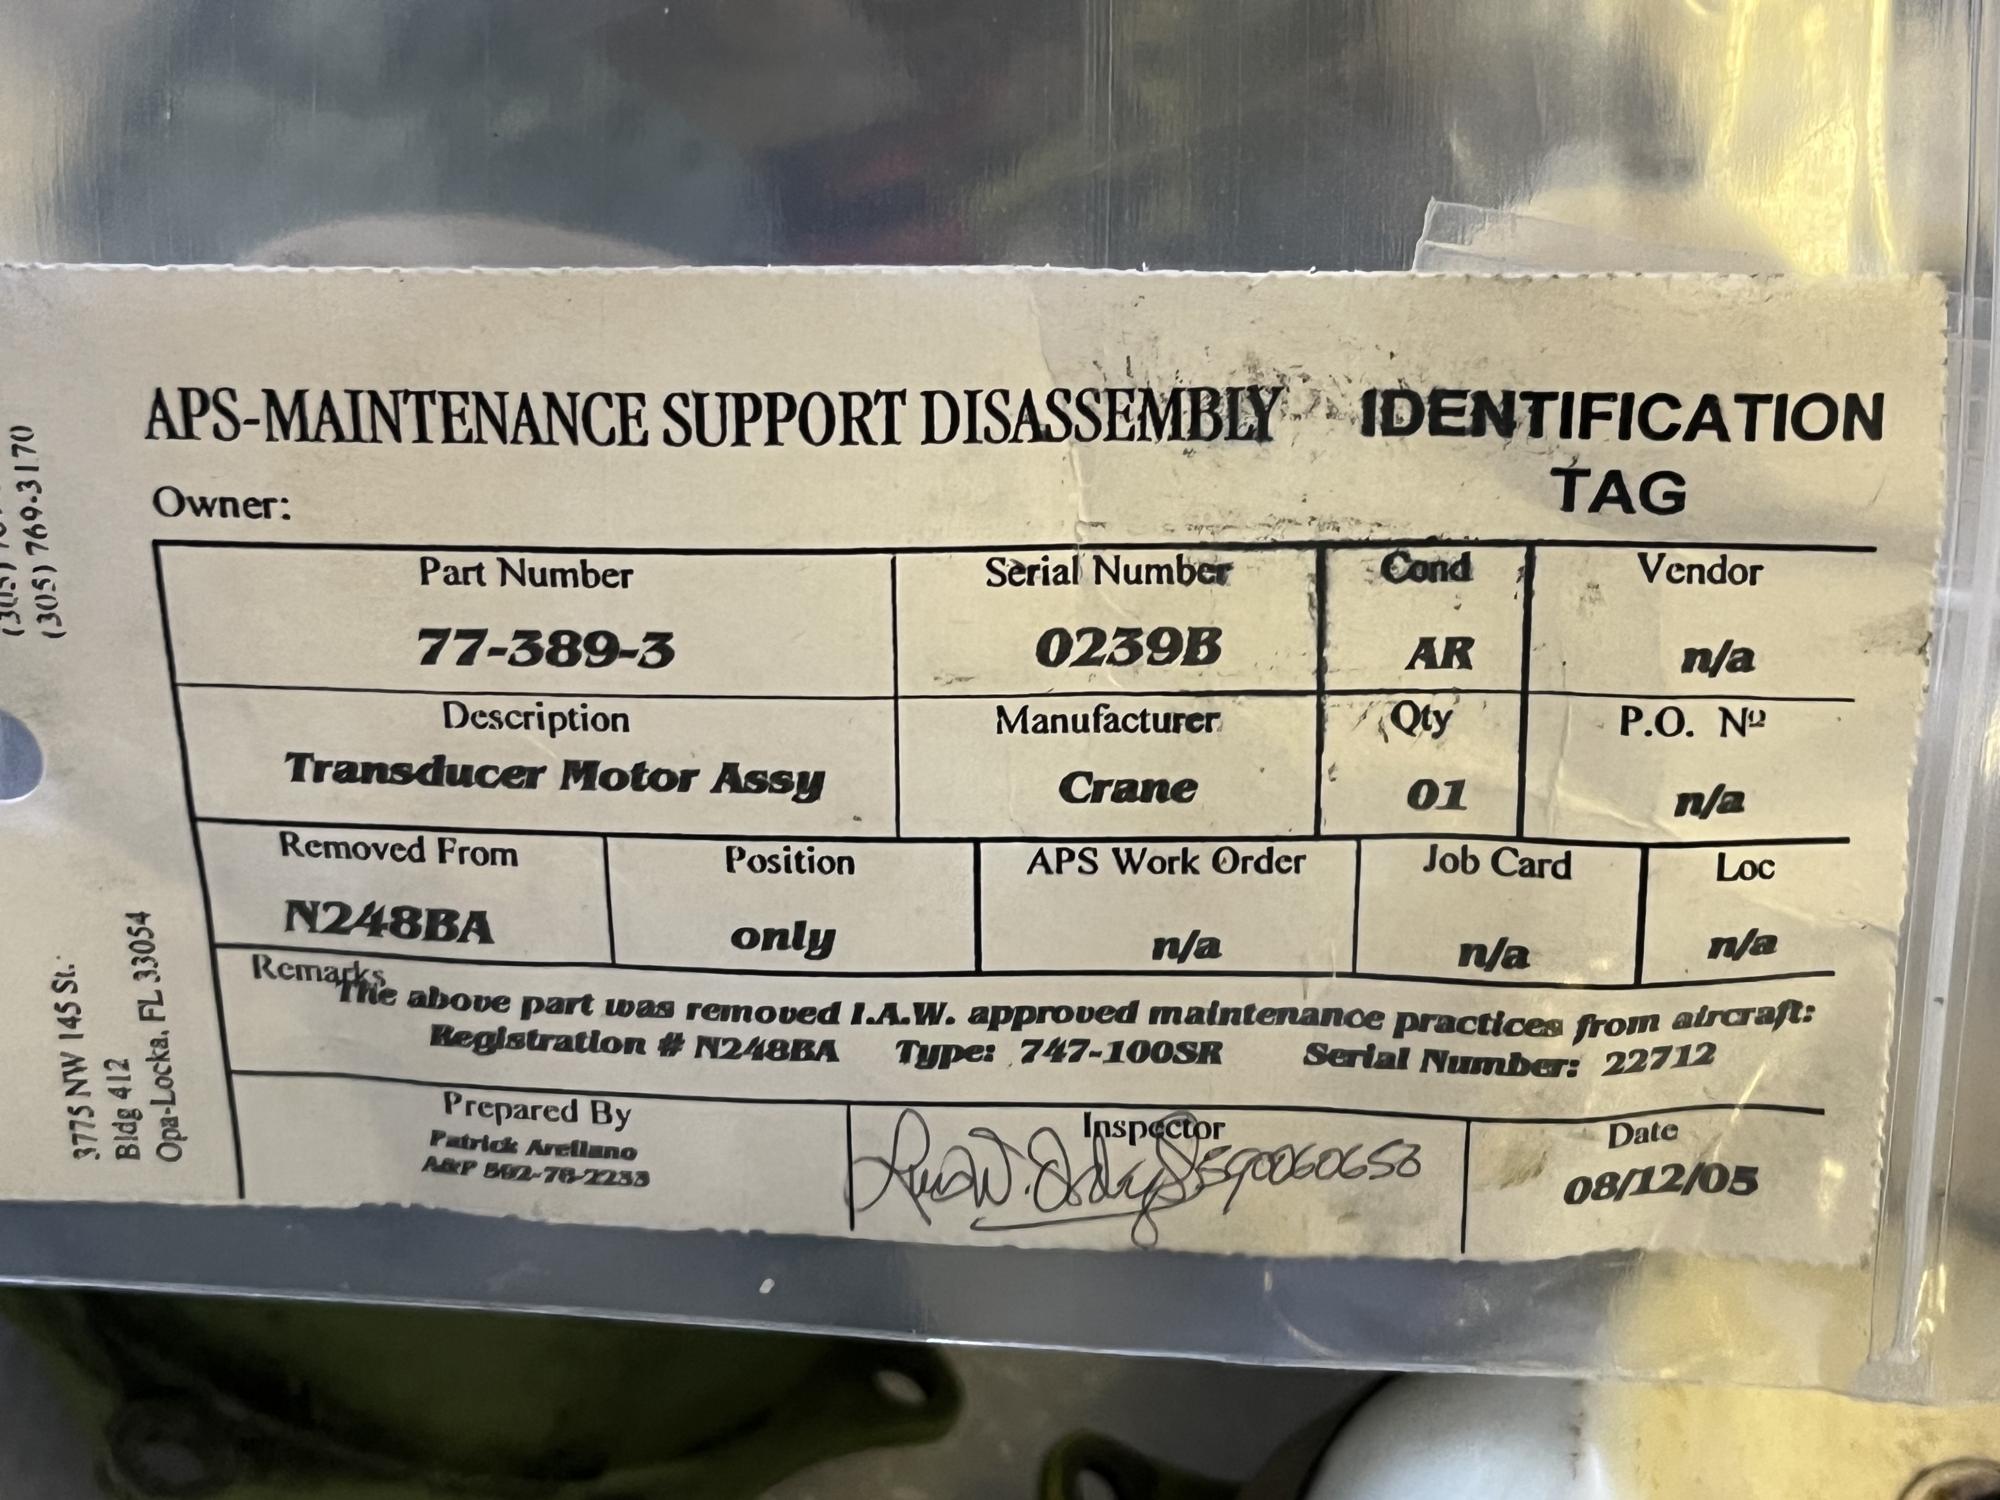 APS-MAINTENANCE SUPPORT DISASSEMBLY IDENTIFICATION
TAG
Owner:
Part Number Serial Number Cond Vendor
77-389-3 0239B AR n/a
Description Manufacturer Qty P.O. Nº
Transducer Motor Assy Crane 01 n/a
Removed From Position APS Work Order Job Card Loc
N248BA only n/a n/a n/a
Remarks
The above part was removed I.A.W. approved maintenance practices from aircraft:
Registration # N248BA Type: 747-100SR Serial Number: 22712
Prepared By Inspector Date
Patrick Arellano
A&P 592-78-2233
590060658
08/12/05
3775 NW 145 St.
Bldg 412
Opa-Locka, FL 33054
(305) 769-3170